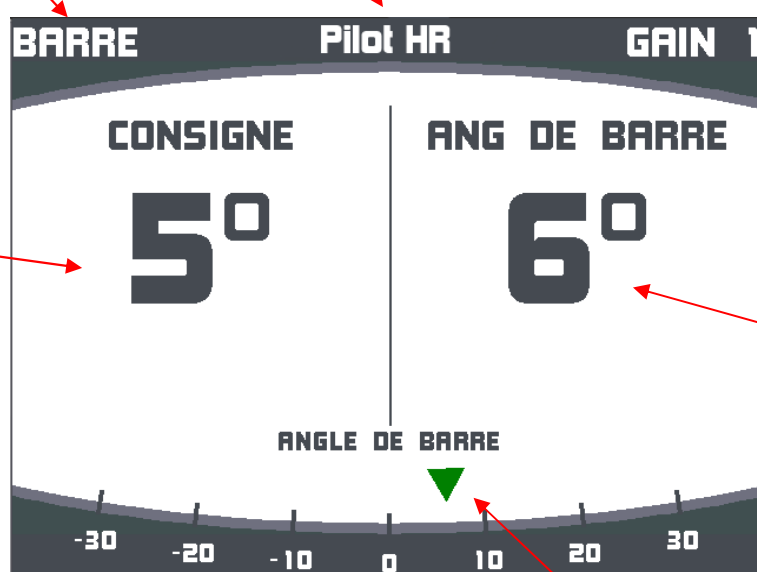 BARRE Pilot HR GAIN 1
CONSIGNE ANG DE BARRE
5° 6°
ANGLE DE BARRE
-30 -20 -10 0 10 20 30